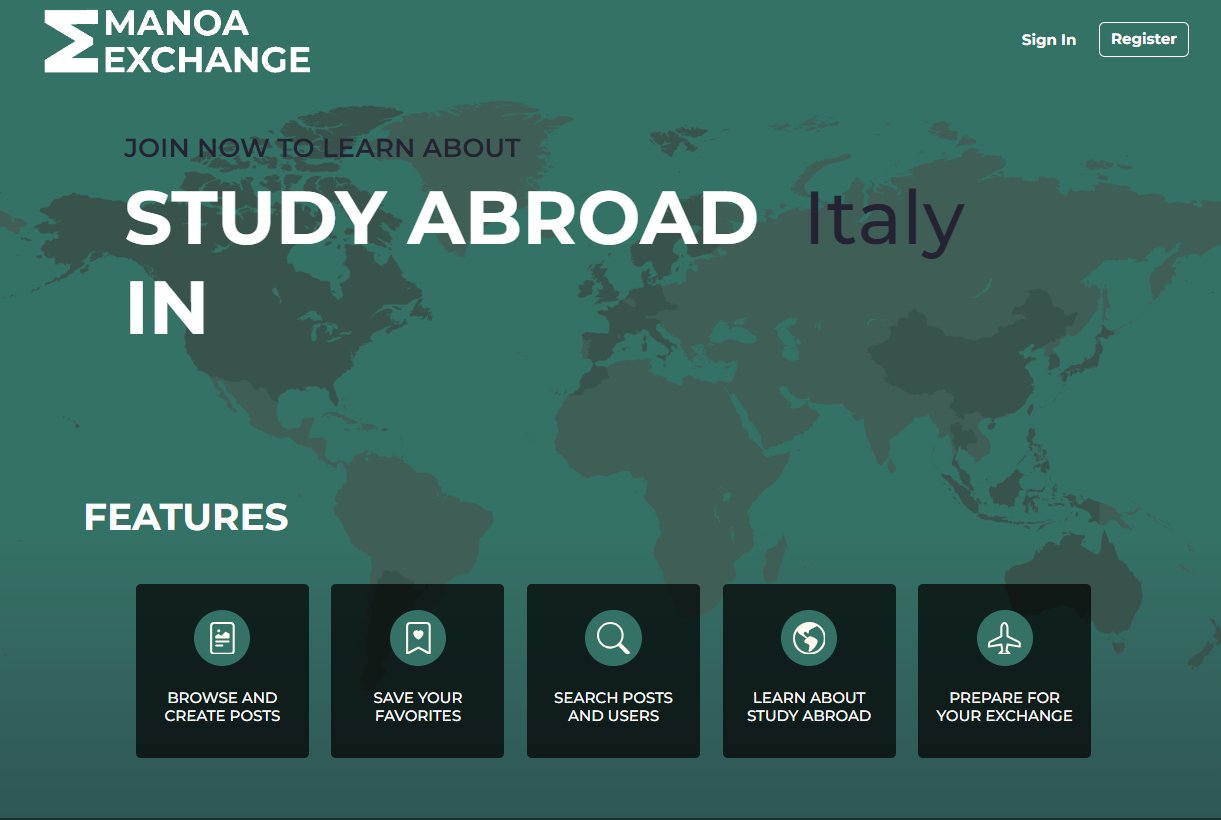 MANOA
EXCHANGE
Sign In
Register
JOIN NOW TO LEARN ABOUT
STUDY ABROAD Italy
IN
FEATURES
BROWSE AND
CREATE POSTS
SAVE YOUR
FAVORITES
SEARCH POSTS
AND USERS
LEARN ABOUT
STUDY ABROAD
PREPARE FOR
YOUR EXCHANGE